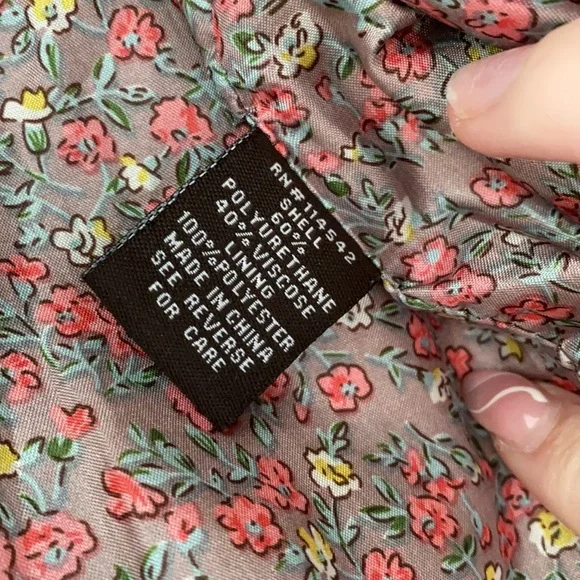 RN#114542
SHELL
60%
POLYURETHANE
40% VISCOSE
LINING
100% POLYESTER
MADE IN CHINA
SEE REVERSE
FOR CARE